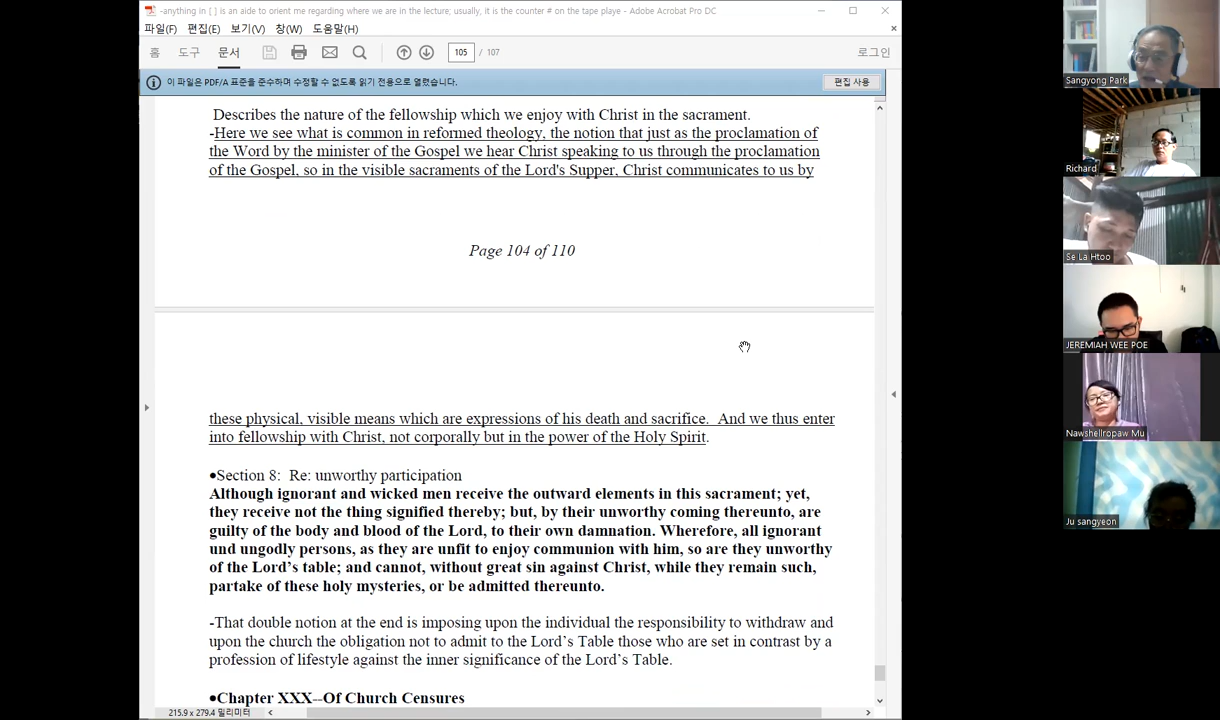 -anything in [ ] is an aide to orient me regarding where we are in the lecture; usually, it is the counter # on the tape playe - Adobe Acrobat Pro DC
파일(F) 편집(E) 보기(V) 창(W) 도움말(H)
홈 도구 문서 105 / 107 로그인
이 파일은 PDF/A 표준을 준수하며 수정할 수 없도록 읽기 전용으로 열렸습니다. 편집 사용
Describes the nature of the fellowship which we enjoy with Christ in the sacrament.
-Here we see what is common in reformed theology, the notion that just as the proclamation of
the Word by the minister of the Gospel we hear Christ speaking to us through the proclamation
of the Gospel, so in the visible sacraments of the Lord's Supper, Christ communicates to us by
Page 104 of 110
these physical, visible means which are expressions of his death and sacrifice. And we thus enter
into fellowship with Christ, not corporally but in the power of the Holy Spirit.
•Section 8: Re: unworthy participation
Although ignorant and wicked men receive the outward elements in this sacrament; yet,
they receive not the thing signified thereby; but, by their unworthy coming thereunto, are
guilty of the body and blood of the Lord, to their own damnation. Wherefore, all ignorant
und ungodly persons, as they are unfit to enjoy communion with him, so are they unworthy
of the Lord's table; and cannot, without great sin against Christ, while they remain such,
partake of these holy mysteries, or be admitted thereunto.
-That double notion at the end is imposing upon the individual the responsibility to withdraw and
upon the church the obligation not to admit to the Lord's Table those who are set in contrast by a
profession of lifestyle against the inner significance of the Lord's Table.
•Chapter XXX--Of Church Censures
215.9 x 279.4 밀리미터
Sangyong Park
Richard
Se La Htoo
JEREMIAH WEE POE
Nawshellropaw Mu
Ju sangyeon